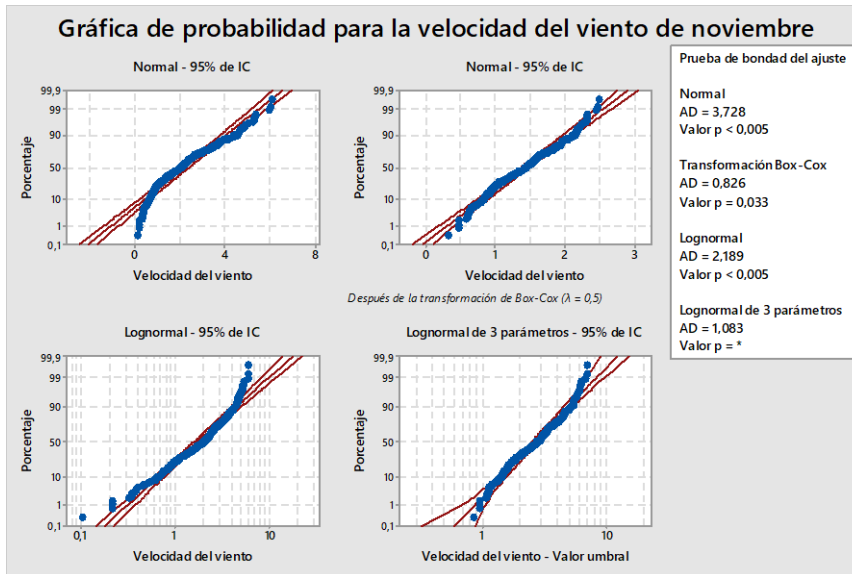 Gráfica de probabilidad para la velocidad del viento de noviembre
Normal - 95% de IC
99,9
99
90
50
10
1
0,1
Porcentaje
0
4
8
Velocidad del viento
Normal - 95% de IC
99,9
99
90
50
10
1
0,1
Porcentaje
0
1
2
3
Velocidad del viento
Después de la transformación de Box-Cox (λ = 0,5)
Lognormal - 95% de IC
99,9
99
90
50
10
1
0,1
Porcentaje
0,1
1
10
Velocidad del viento
Lognormal de 3 parámetros - 95% de IC
99,9
99
90
50
10
1
0,1
Porcentaje
1
10
Velocidad del viento - Valor umbral
Prueba de bondad del ajuste
Normal
AD = 3,728
Valor p < 0,005
Transformación Box-Cox
AD = 0,826
Valor p = 0,033
Lognormal
AD = 2,189
Valor p < 0,005
Lognormal de 3 parámetros
AD = 1,083
Valor p = *